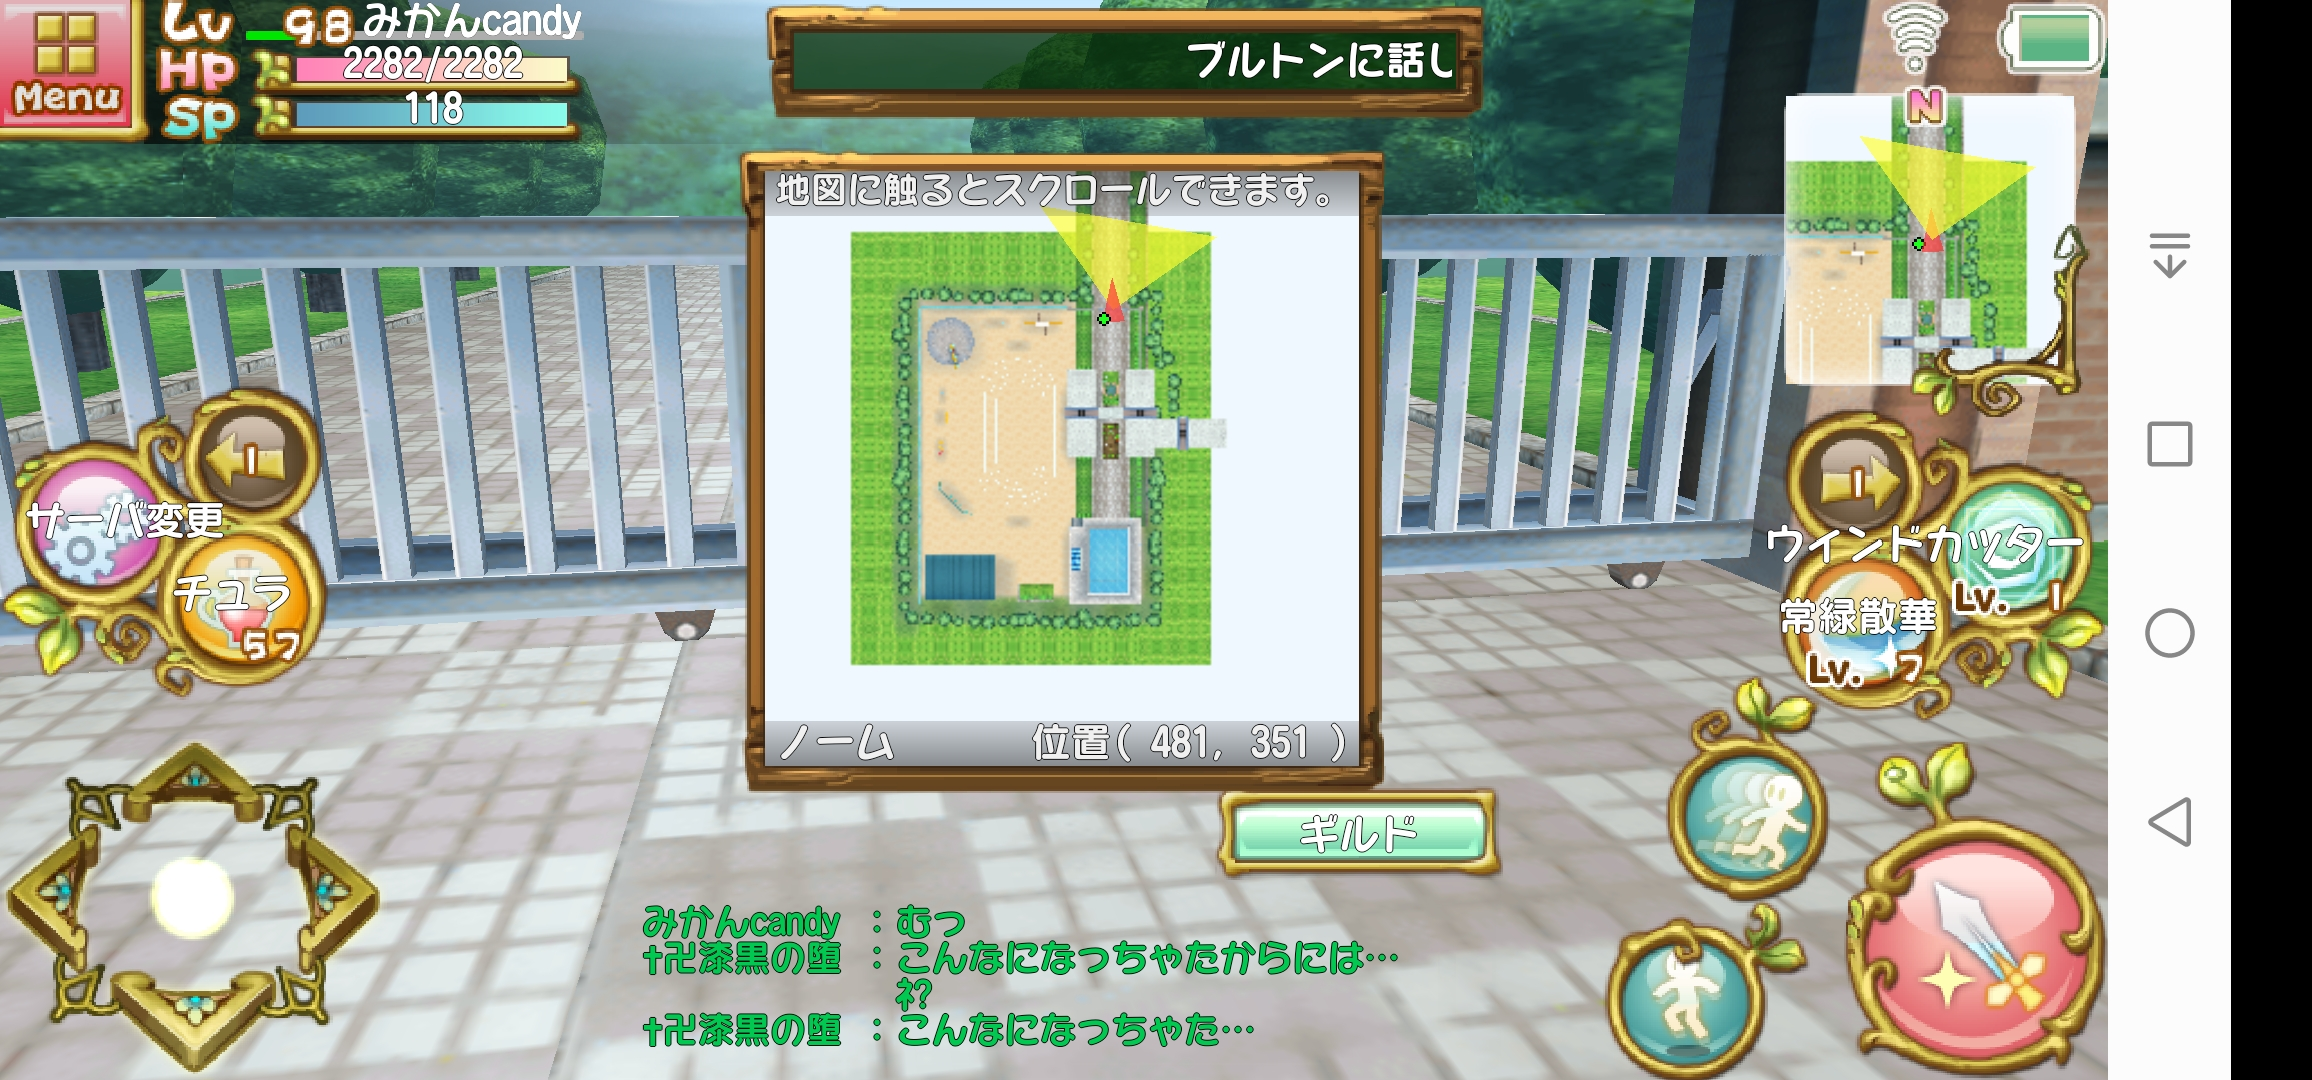 Menu
Lv 98 みかんcandy
Hp 2282/2282
Sp 118
ブルトンに話し
N
地図に触るとスクロールできます。
ノーム 位置( 481, 351 )
1
サーバ変更
チュラ
57
1
ウインドカッター
Lv. 1
常緑散華
Lv. 7
ギルド
みかんcandy :むっ
†卍漆黒の堕 :こんなになっちゃたからには…
ネ?
†卍漆黒の堕 :こんなになっちゃた…